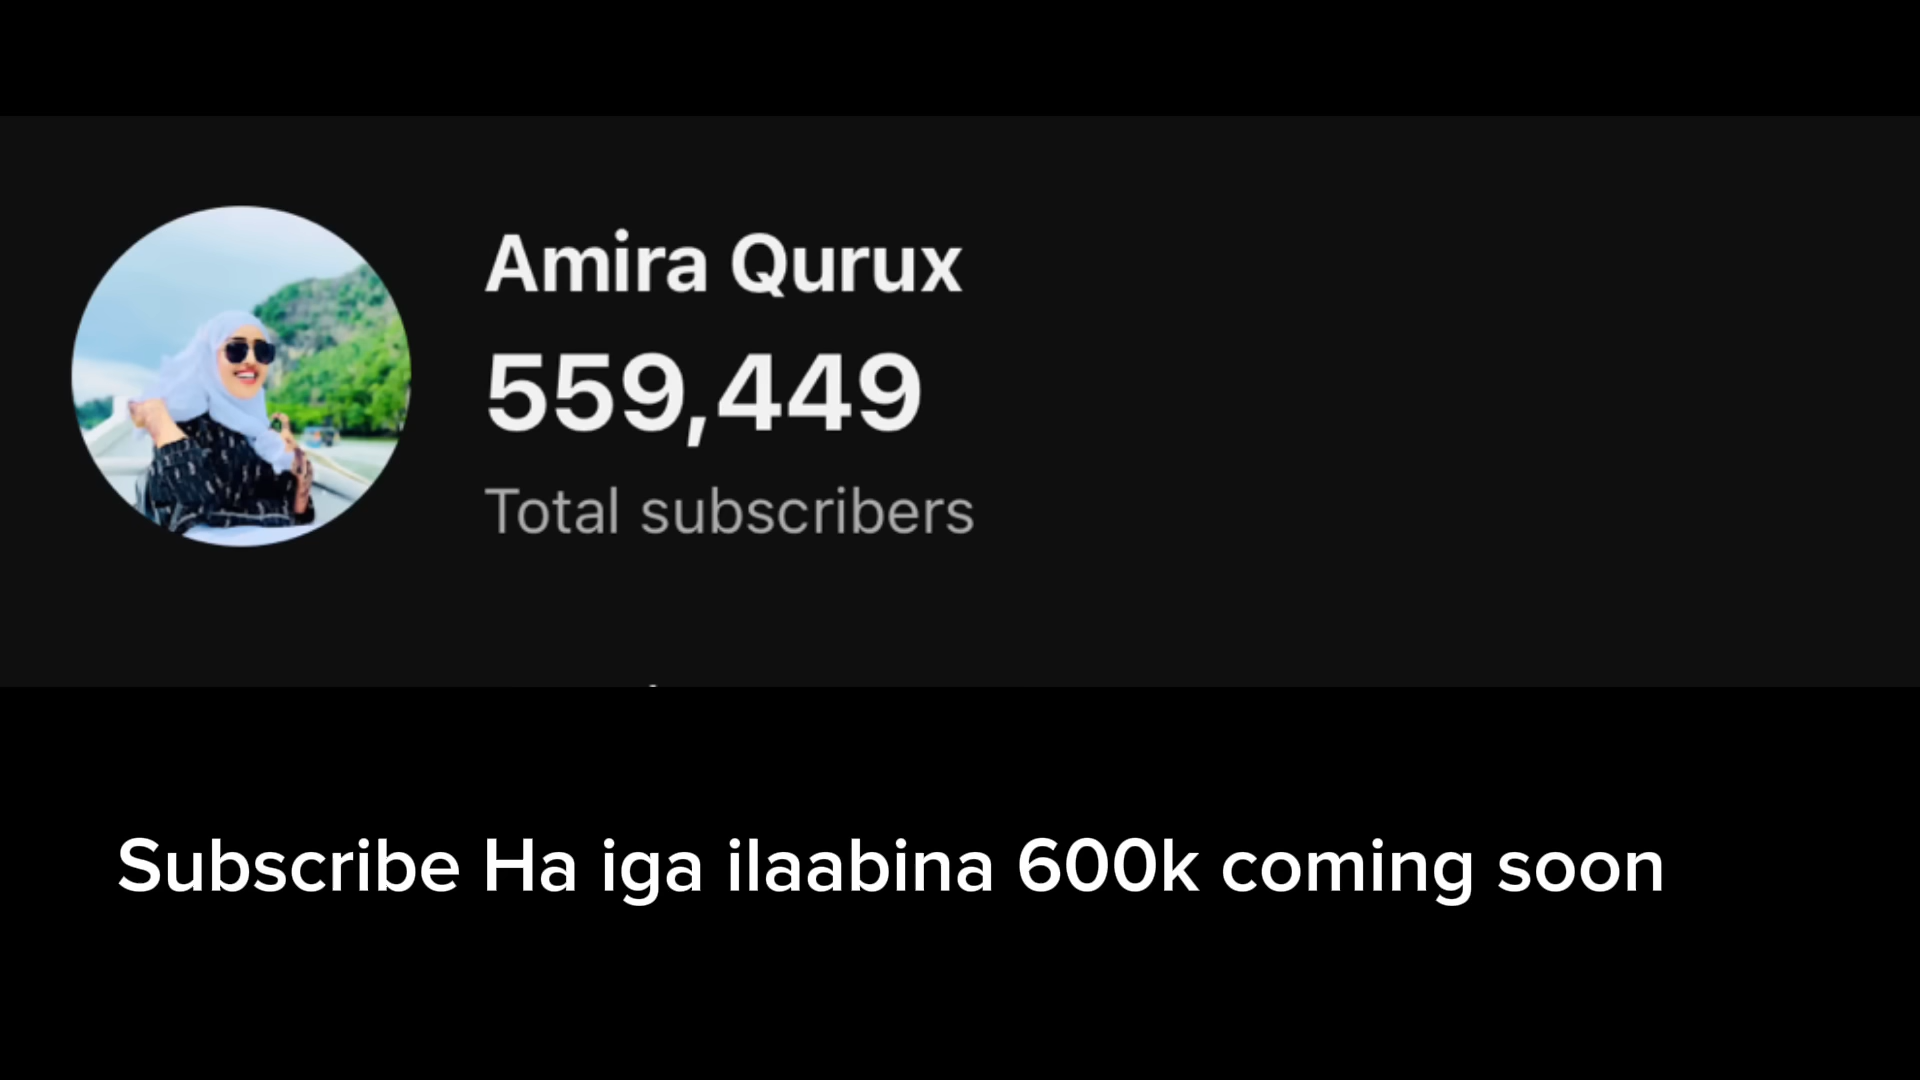 Amira Qurux
559,449
Total subscribers
Subscribe Ha iga ilaabina 600k coming soon